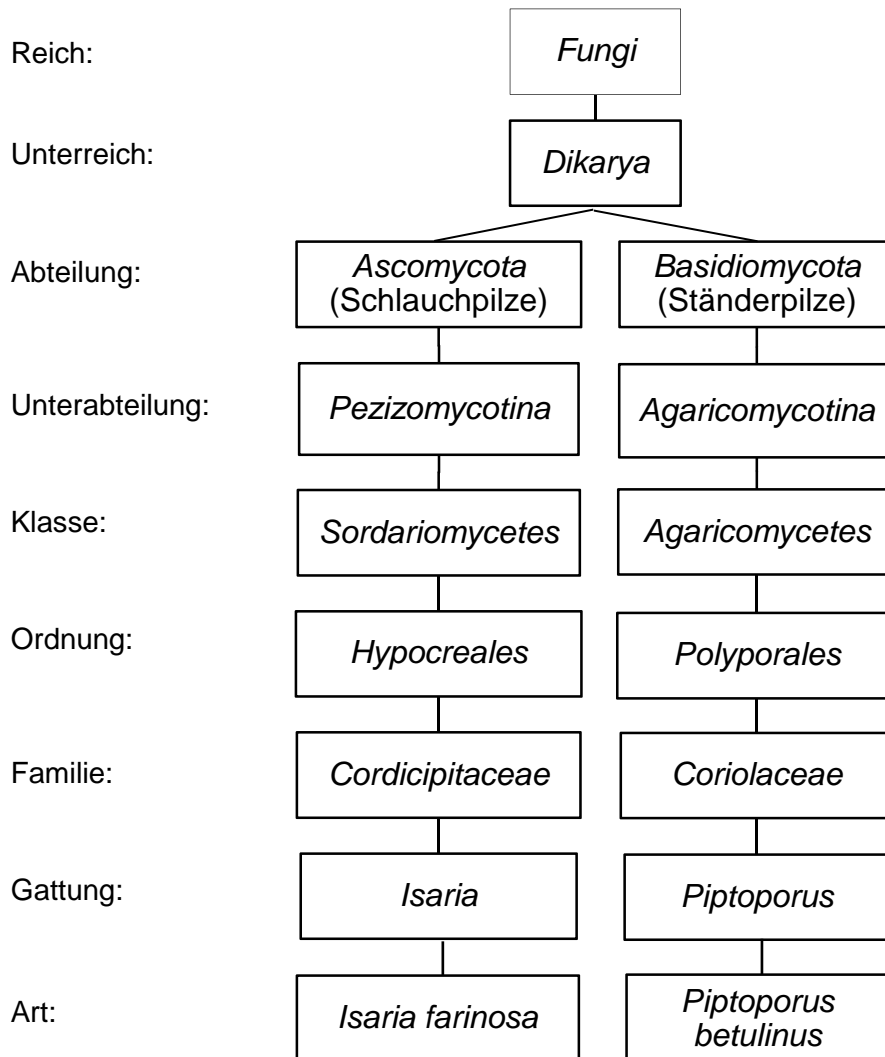 Reich:
Fungi
Unterreich:
Dikarya
Abteilung:
Ascomycota
(Schlauchpilze)
Basidiomycota
(Ständerpilze)
Unterabteilung:
Pezizomycotina
Agaricomycotina
Klasse:
Sordariomycetes
Agaricomycetes
Ordnung:
Hypocreales
Polyporales
Familie:
Cordicipitaceae
Coriolaceae
Gattung:
Isaria
Piptoporus
Art:
Isaria farinosa
Piptoporus
betulinus